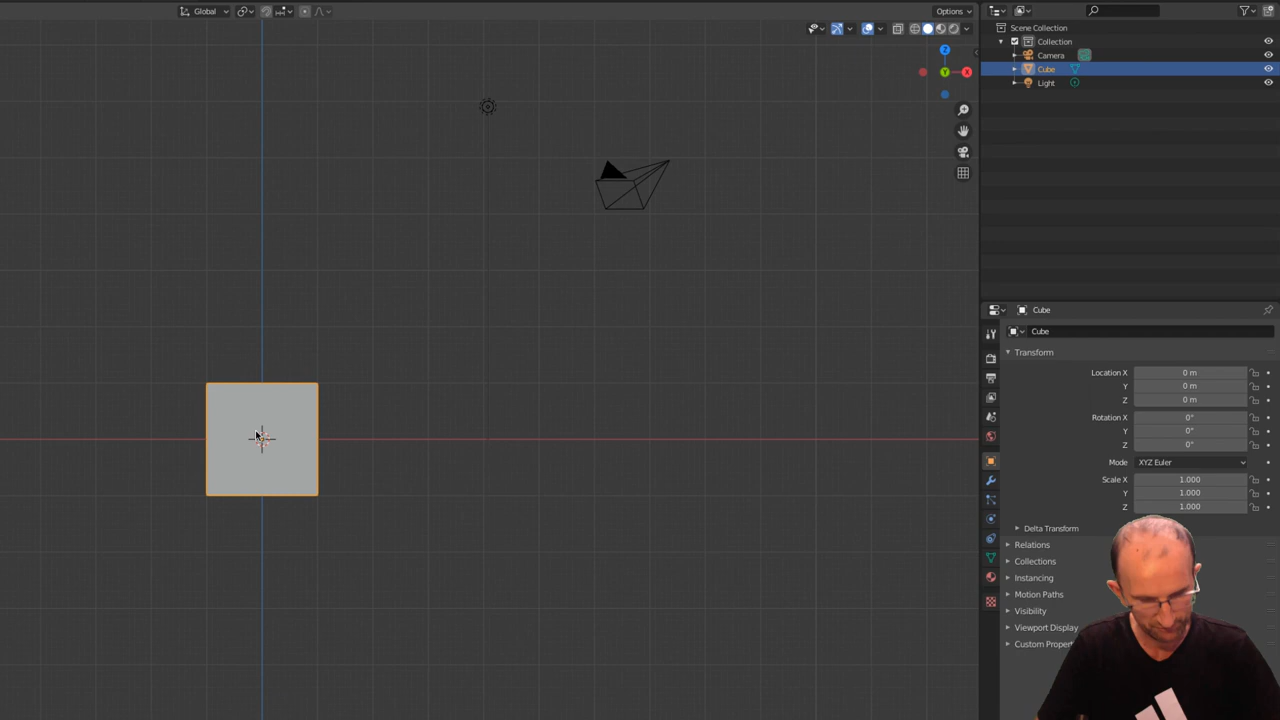 Global
Options
Z
Y
X
Scene Collection
Collection
Camera
Cube
Light
Cube
Cube
Transform
Location X 0 m
Y 0 m
Z 0 m
Rotation X 0°
Y 0°
Z 0°
Mode XYZ Euler
Scale X 1.000
Y 1.000
Z 1.000
Delta Transform
Relations
Collections
Instancing
Motion Paths
Visibility
Viewport Display
Custom Propert